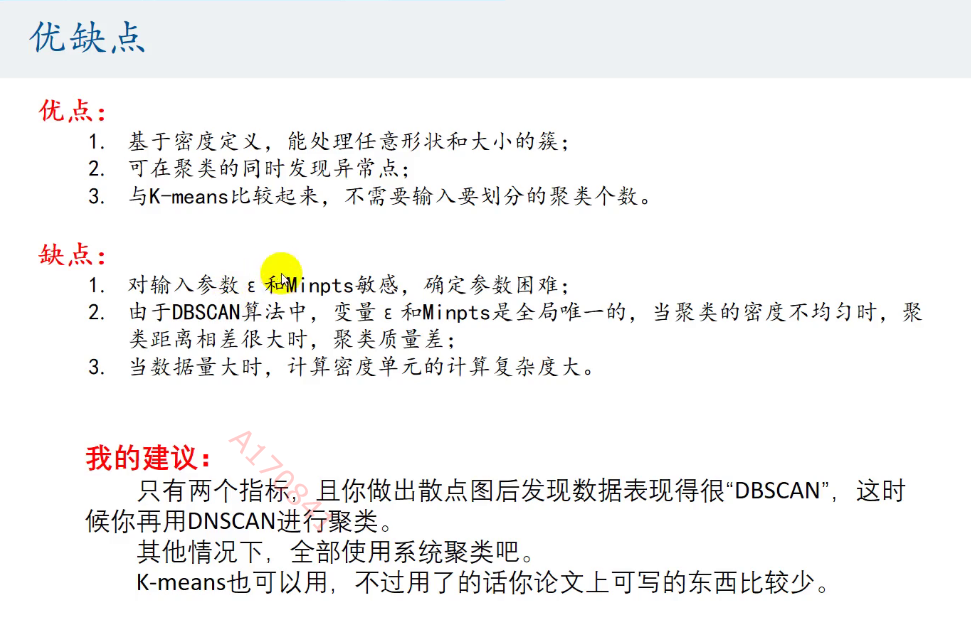 优缺点
优点：
1. 基于密度定义，能处理任意形状和大小的簇；
2. 可在聚类的同时发现异常点；
3. 与K-means比较起来，不需要输入要划分的聚类个数。
缺点：
1. 对输入参数ε和Minpts敏感，确定参数困难；
2. 由于DBSCAN算法中，变量ε和Minpts是全局唯一的，当聚类的密度不均匀时，聚
类距离相差很大时，聚类质量差；
3. 当数据量大时，计算密度单元的计算复杂度大。
我的建议：
只有两个指标，且你做出散点图后发现数据表现得很“DBSCAN”，这时
候你再用DNSCAN进行聚类。
其他情况下，全部使用系统聚类吧。
K-means也可以用，不过用了的话你论文上可写的东西比较少。